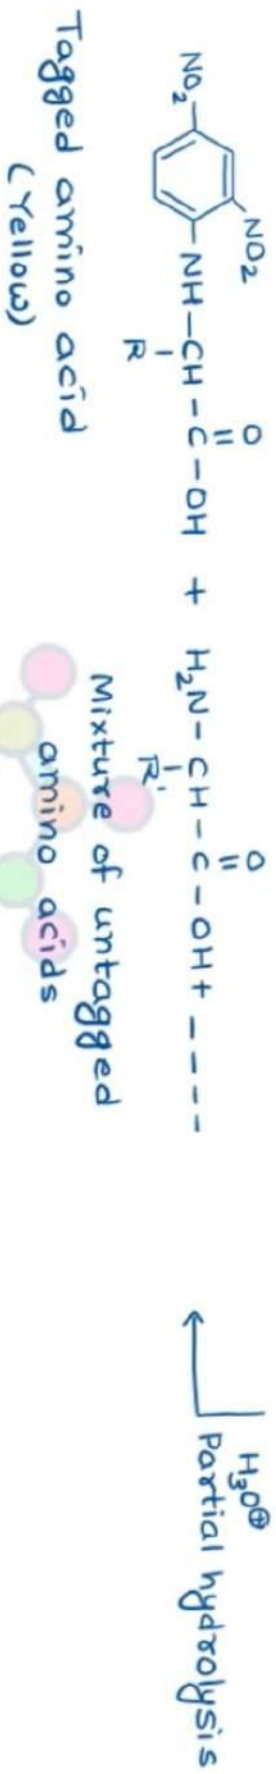 H₃O⊕
Partial hydrolysis
NO₂
NO₂ – NH – CH – C – OH + H₂N – CH – C – OH + - - - -
O
O
R
R'
Tagged amino acid
(Yellow)
Mixture of untagged
amino acids